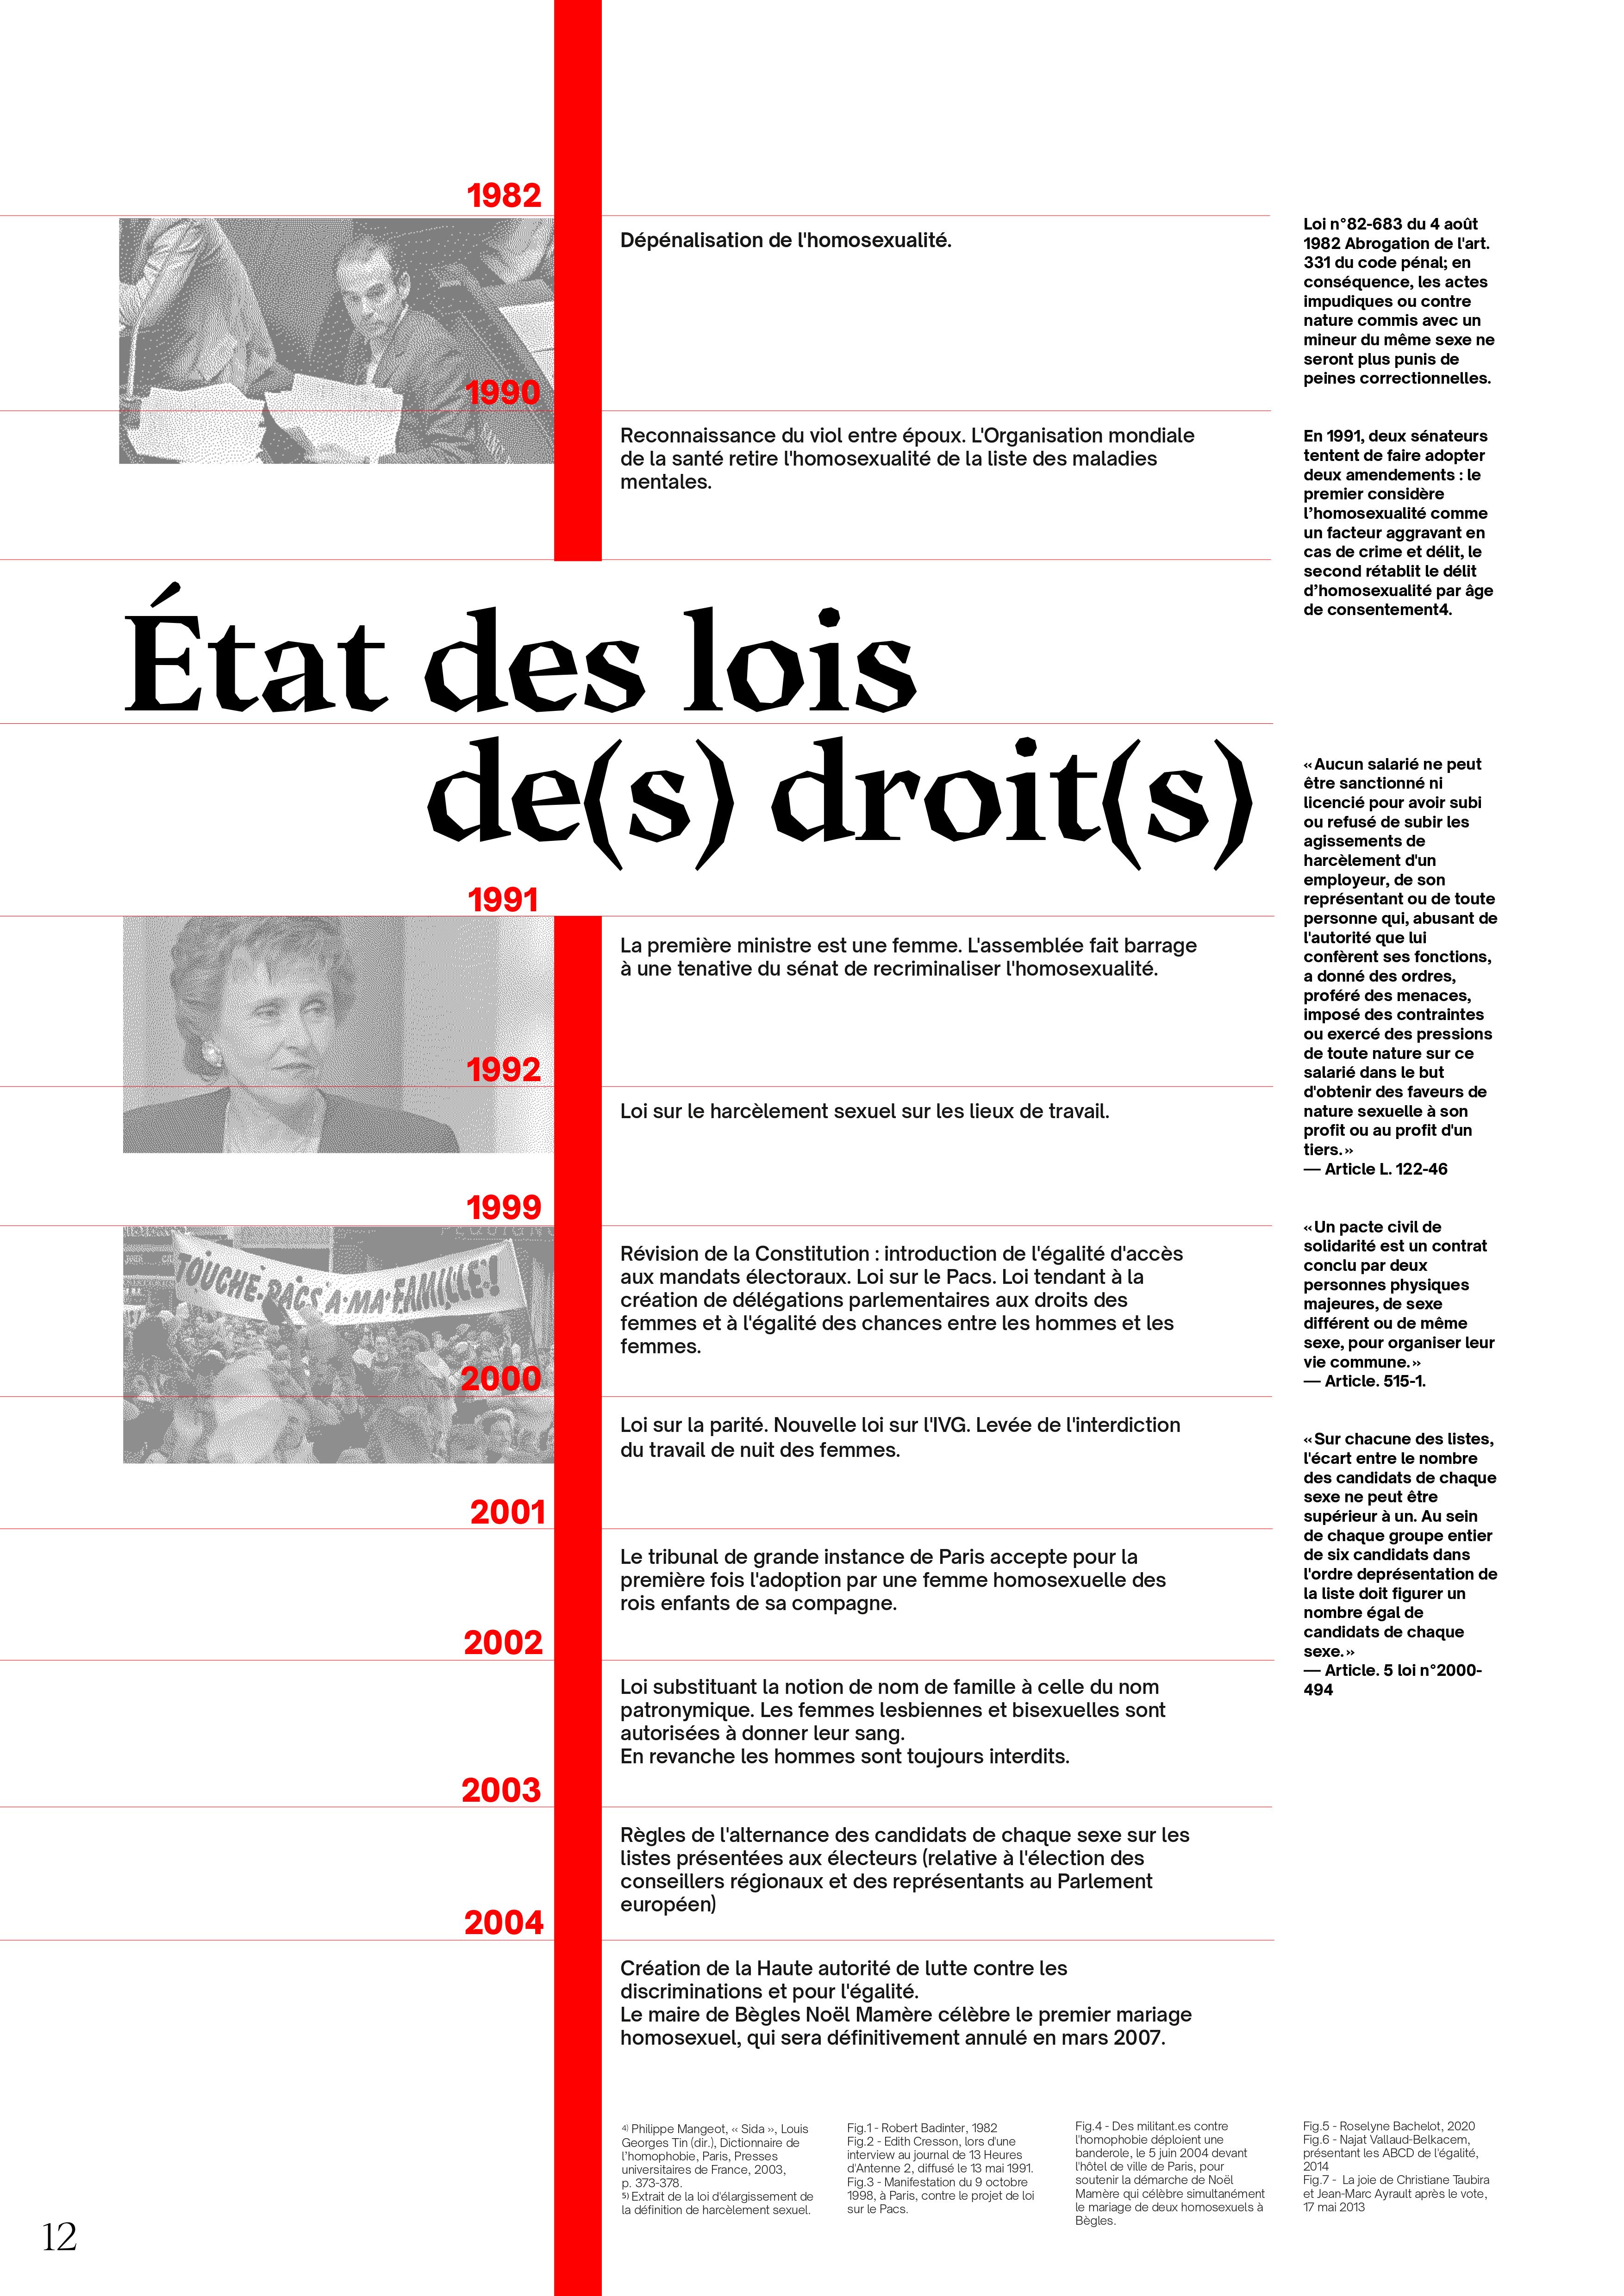 1982
Dépénalisation de l'homosexualité.
Loi n°82-683 du 4 août
1982 Abrogation de l'art.
331 du code pénal; en
conséquence, les actes
impudiques ou contre
nature commis avec un
mineur du même sexe ne
seront plus punis de
peines correctionnelles.
1990
Reconnaissance du viol entre époux. L'Organisation mondiale
de la santé retire l'homosexualité de la liste des maladies
mentales.
En 1991, deux sénateurs
tentent de faire adopter
deux amendements : le
premier considère
l’homosexualité comme
un facteur aggravant en
cas de crime et délit, le
second rétablit le délit
d’homosexualité par âge
de consentement4.
État des lois
de(s) droit(s)
«Aucun salarié ne peut
être sanctionné ni
licencié pour avoir subi
ou refusé de subir les
agissements de
harcèlement d'un
employeur, de son
représentant ou de toute
personne qui, abusant de
l'autorité que lui
confèrent ses fonctions,
a donné des ordres,
proféré des menaces,
imposé des contraintes
ou exercé des pressions
de toute nature sur ce
salarié dans le but
d'obtenir des faveurs de
nature sexuelle à son
profit ou au profit d'un
tiers.»
— Article L. 122-46
1991
La première ministre est une femme. L'assemblée fait barrage
à une tenative du sénat de recriminaliser l'homosexualité.
1992
Loi sur le harcèlement sexuel sur les lieux de travail.
1999
TOUCHE·PACS A·MA·FAMILLE!
Révision de la Constitution : introduction de l'égalité d'accès
aux mandats électoraux. Loi sur le Pacs. Loi tendant à la
création de délégations parlementaires aux droits des
femmes et à l'égalité des chances entre les hommes et les
femmes.
«Un pacte civil de
solidarité est un contrat
conclu par deux
personnes physiques
majeures, de sexe
différent ou de même
sexe, pour organiser leur
vie commune.»
— Article. 515-1.
2000
Loi sur la parité. Nouvelle loi sur l'IVG. Levée de l'interdiction
du travail de nuit des femmes.
«Sur chacune des listes,
l'écart entre le nombre
des candidats de chaque
sexe ne peut être
supérieur à un. Au sein
de chaque groupe entier
de six candidats dans
l'ordre deprésentation de
la liste doit figurer un
nombre égal de
candidats de chaque
sexe.»
— Article. 5 loi n°2000-
494
2001
Le tribunal de grande instance de Paris accepte pour la
première fois l'adoption par une femme homosexuelle des
rois enfants de sa compagne.
2002
Loi substituant la notion de nom de famille à celle du nom
patronymique. Les femmes lesbiennes et bisexuelles sont
autorisées à donner leur sang.
En revanche les hommes sont toujours interdits.
2003
Règles de l'alternance des candidats de chaque sexe sur les
listes présentées aux électeurs (relative à l'élection des
conseillers régionaux et des représentants au Parlement
européen)
2004
Création de la Haute autorité de lutte contre les
discriminations et pour l'égalité.
Le maire de Bègles Noël Mamère célèbre le premier mariage
homosexuel, qui sera définitivement annulé en mars 2007.
4) Philippe Mangeot, « Sida », Louis
Georges Tin (dir.), Dictionnaire de
l’homophobie, Paris, Presses
universitaires de France, 2003,
p. 373-378.
5) Extrait de la loi d'élargissement de
la définition de harcèlement sexuel.
Fig.1 - Robert Badinter, 1982
Fig.2 - Edith Cresson, lors d'une
interview au journal de 13 Heures
d'Antenne 2, diffusé le 13 mai 1991.
Fig.3 - Manifestation du 9 octobre
1998, à Paris, contre le projet de loi
sur le Pacs.
Fig.4 - Des militant.es contre
l'homophobie déploient une
banderole, le 5 juin 2004 devant
l'hôtel de ville de Paris, pour
soutenir la démarche de Noël
Mamère qui célèbre simultanément
le mariage de deux homosexuels à
Bègles.
Fig.5 - Roselyne Bachelot, 2020
Fig.6 - Najat Vallaud-Belkacem,
présentant les ABCD de l'égalité,
2014
Fig.7 - La joie de Christiane Taubira
et Jean-Marc Ayrault après le vote,
17 mai 2013
12